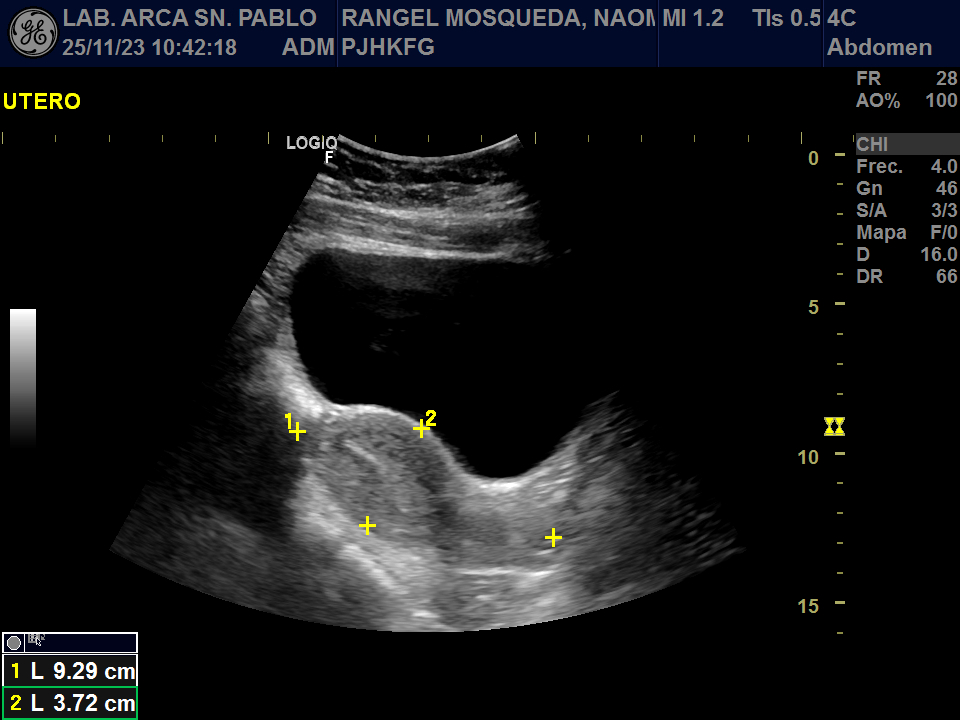 LAB. ARCA SN. PABLO
25/11/23 10:42:18 ADM
RANGEL MOSQUEDA, NAOM
PJHKFG
MI 1.2 TIs 0.5
4C
Abdomen
UTERO
FR 28
AO% 100
CHI
Frec. 4.0
Gn 46
S/A 3/3
Mapa F/0
D 16.0
DR 66
LOGIQ
F
0
5
10
15
1
2
1 L 9.29 cm
2 L 3.72 cm